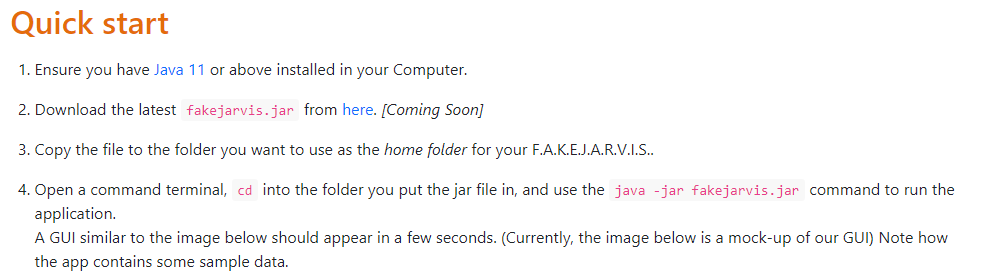 Quick start
1. Ensure you have Java 11 or above installed in your Computer.
2. Download the latest fakejarvis.jar from here. [Coming Soon]
3. Copy the file to the folder you want to use as the home folder for your F.A.K.E.J.A.R.V.I.S..
4. Open a command terminal, cd into the folder you put the jar file in, and use the java -jar fakejarvis.jar command to run the
application.
A GUI similar to the image below should appear in a few seconds. (Currently, the image below is a mock-up of our GUI) Note how
the app contains some sample data.